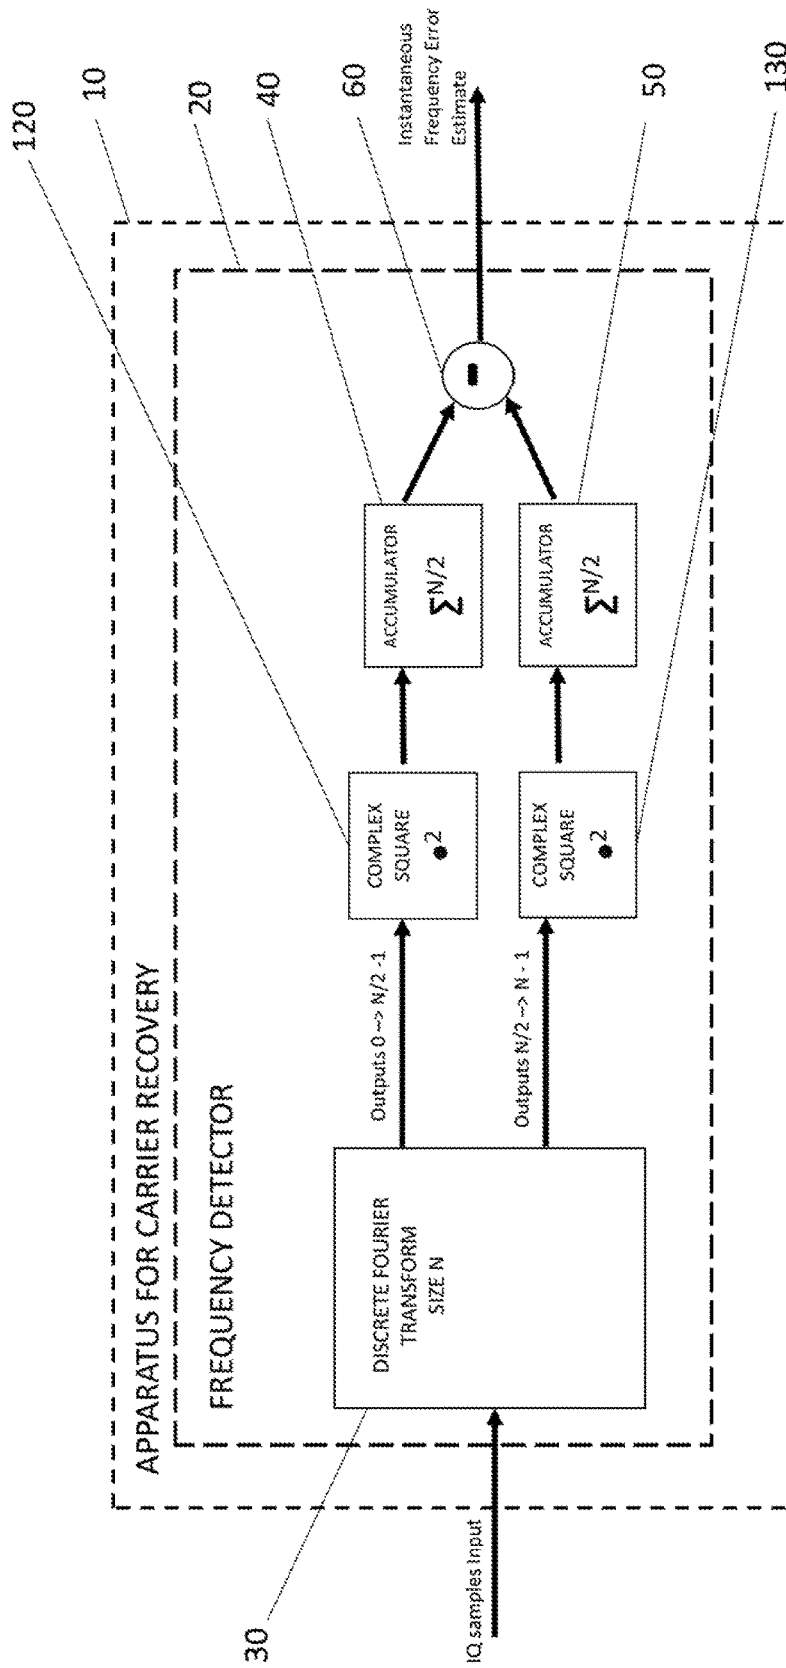 120
10
20
40
60
50
130
APPARATUS FOR CARRIER RECOVERY
FREQUENCY DETECTOR
30
IQ samples Input
DISCRETE FOURIER
TRANSFORM
SIZE N
Outputs 0 --> N/2 -1
Outputs N/2 --> N - 1
COMPLEX
SQUARE
•²
COMPLEX
SQUARE
•²
ACCUMULATOR
Σ^N/2
ACCUMULATOR
Σ^N/2
-
Instantaneous
Frequency Error
Estimate